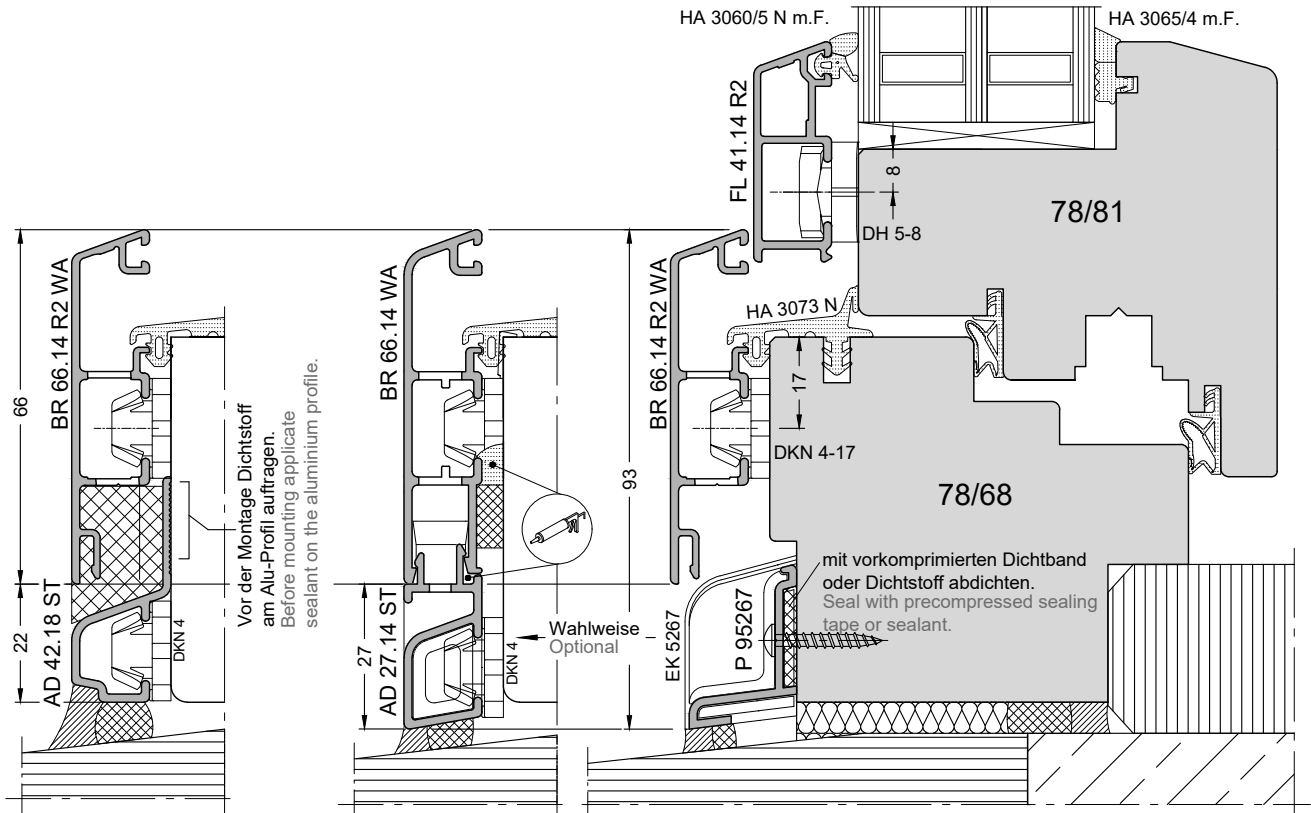 HA 3060/5 N m.F.
HA 3065/4 m.F.
FL 41.14 R2
8
78/81
DH 5-8
66
BR 66.14 R2 WA
BR 66.14 WA
BR 66.14 R2 WA
HA 3073 N
17
DKN 4-17
Vor der Montage Dichtstoff
am Alu-Profil auftragen.
Before mounting applicate
sealant on the aluminium profile.
93
78/68
mit vorkomprimierten Dichtband
oder Dichtstoff abdichten.
Seal with precompressed sealing
tape or sealant.
22
AD 42.18 ST
DKN 4
27
AD 27.14 ST
DKN 4
Wahlweise
Optional
EK 5267
P 95267